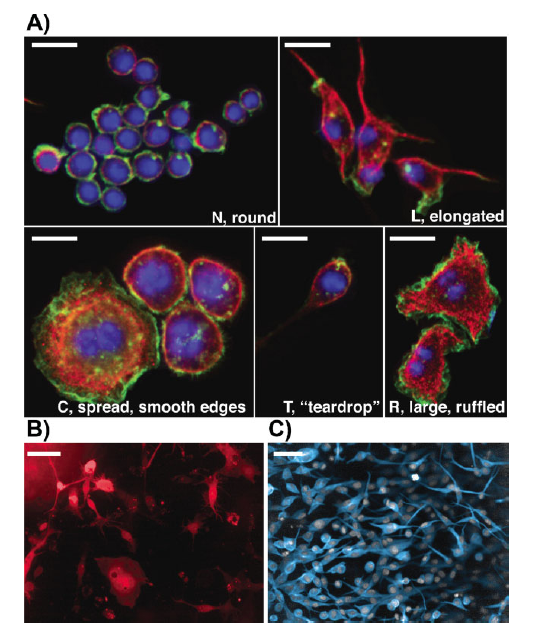 A)
N, round
L, elongated
C, spread, smooth edges
T, “teardrop”
R, large, ruffled
B)
C)